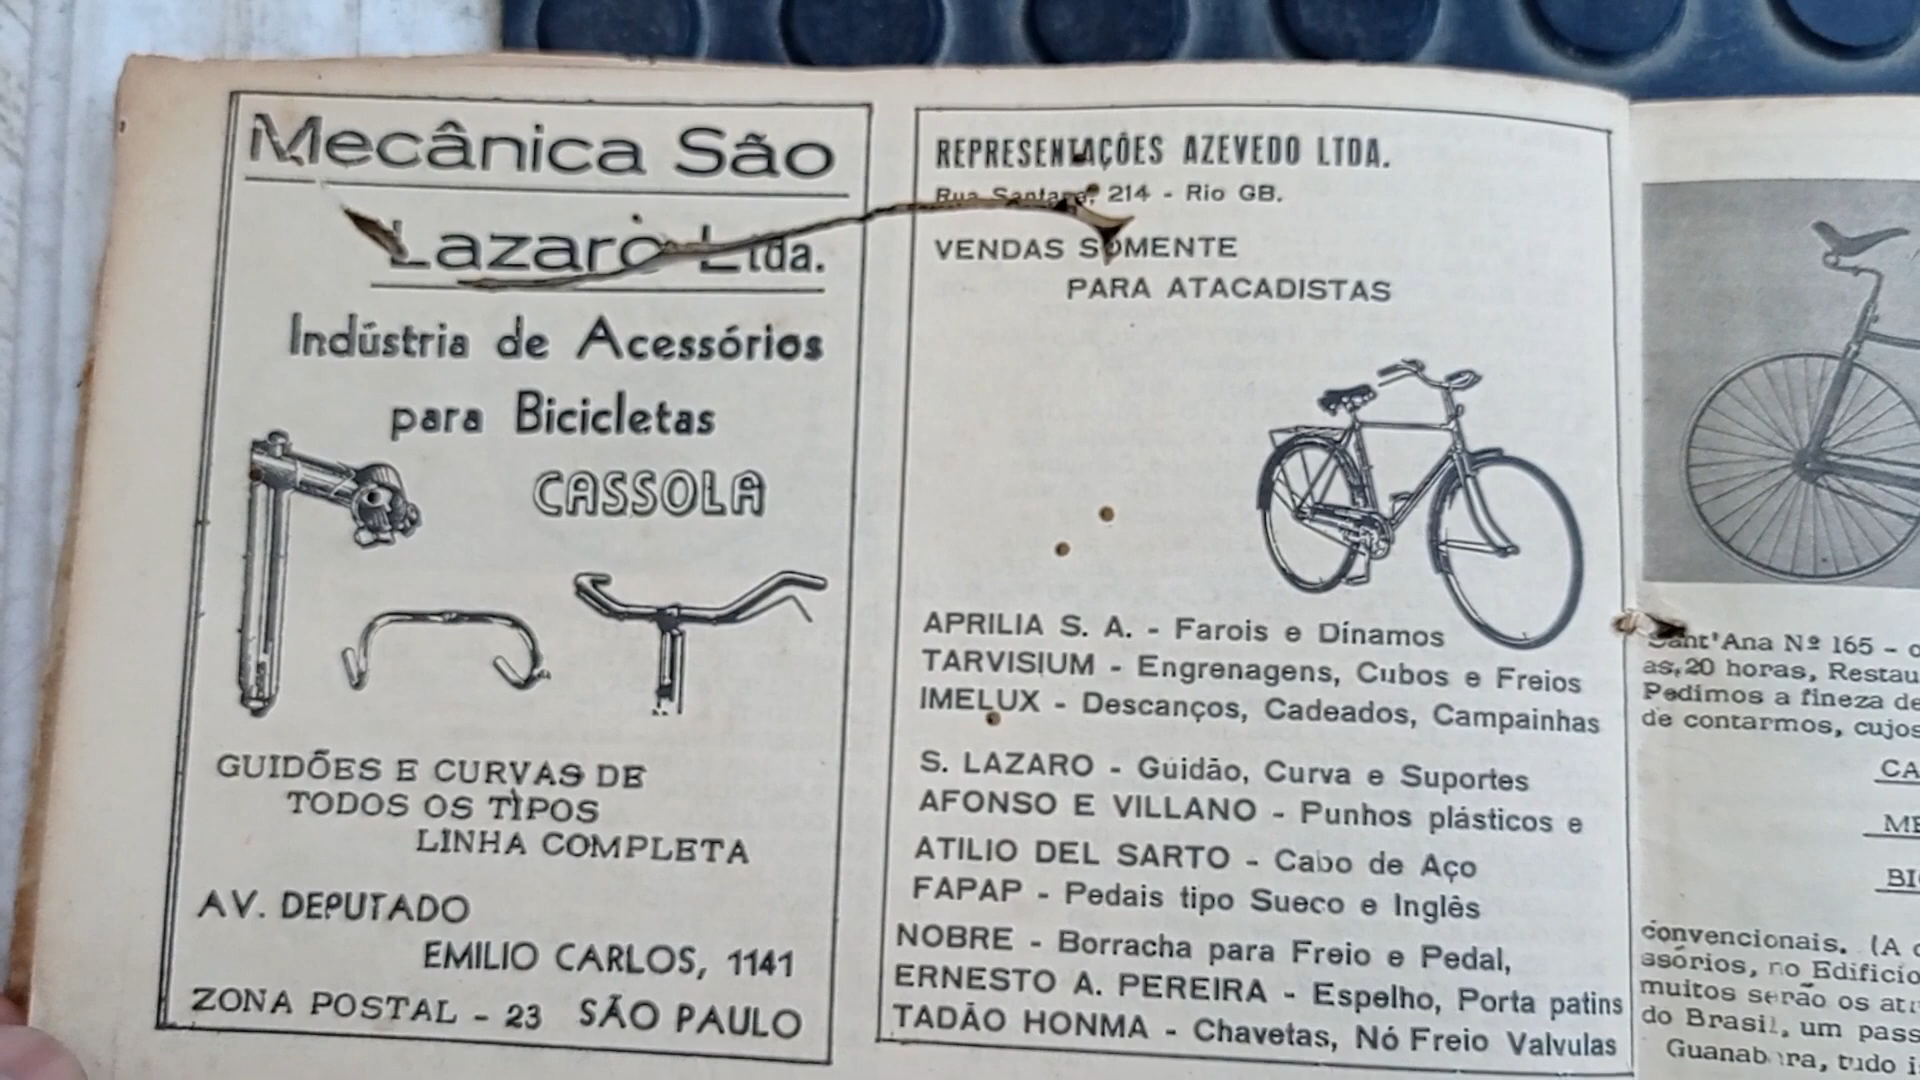 Mecânica São
Lazaro Ltda.
Indústria de Acessórios
para Bicicletas
CASSOLA
GUIDÕES E CURVAS DE
TODOS OS TIPOS
LINHA COMPLETA
AV. DEPUTADO
EMILIO CARLOS, 1141
ZONA POSTAL - 23 SÃO PAULO
REPRESENTAÇÕES AZEVEDO LTDA.
Rua Santana, 214 - Rio GB.
VENDAS SOMENTE
PARA ATACADISTAS
APRILIA S. A. - Farois e Dínamos
TARVISIUM - Engrenagens, Cubos e Freios
IMELUX - Descanços, Cadeados, Campainhas
S. LAZARO - Guidão, Curva e Suportes
AFONSO E VILLANO - Punhos plásticos e
ATILIO DEL SARTO - Cabo de Aço
FAPAP - Pedais tipo Sueco e Inglês
NOBRE - Borracha para Freio e Pedal,
ERNESTO A. PEREIRA - Espelho, Porta patins
TADÃO HONMA - Chavetas, Nó Freio Valvulas
Sant'Ana Nº 165 - o
as, 20 horas, Restau
Pedimos a fineza de
de contarmos, cujos
CA
ME
BI
convencionais. (A
ssórios, no Edificio
muitos serão os atr
do Brasil, um pass
Guanabara, tudo i